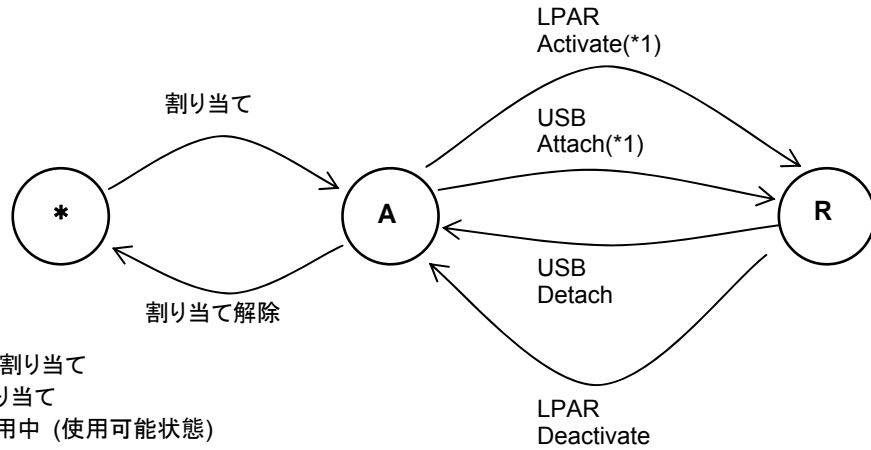 LPAR
Activate(*1)
割り当て
USB
Attach(*1)
*
A
R
USB
Detach
割り当て解除
割り当て
り当て
用中 (使用可能状態)
LPAR
Deactivate